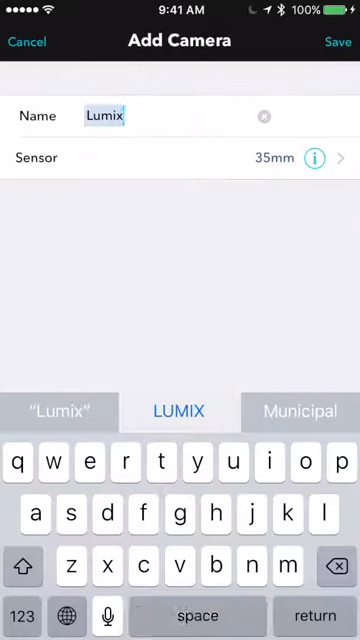 9:41 AM 100%
Cancel Add Camera Save
Name Lumix
Sensor 35mm i
“Lumix” LUMIX Municipal
q w e r t y u i o p
a s d f g h j k l
z x c v b n m
123 space return